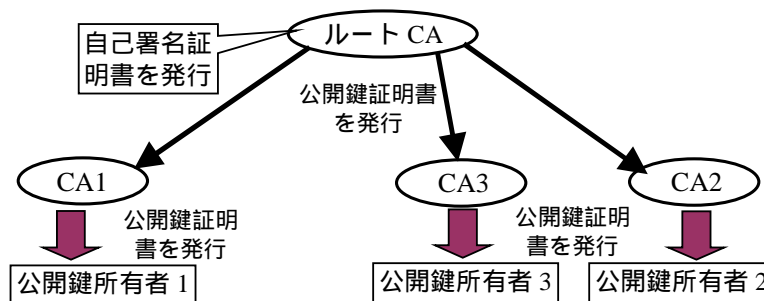 自己署名証
明書を発行
ルート CA
公開鍵証明書
を発行
CA1
CA3
CA2
公開鍵証明
書を発行
公開鍵証明
書を発行
公開鍵所有者 1
公開鍵所有者 3
公開鍵所有者 2